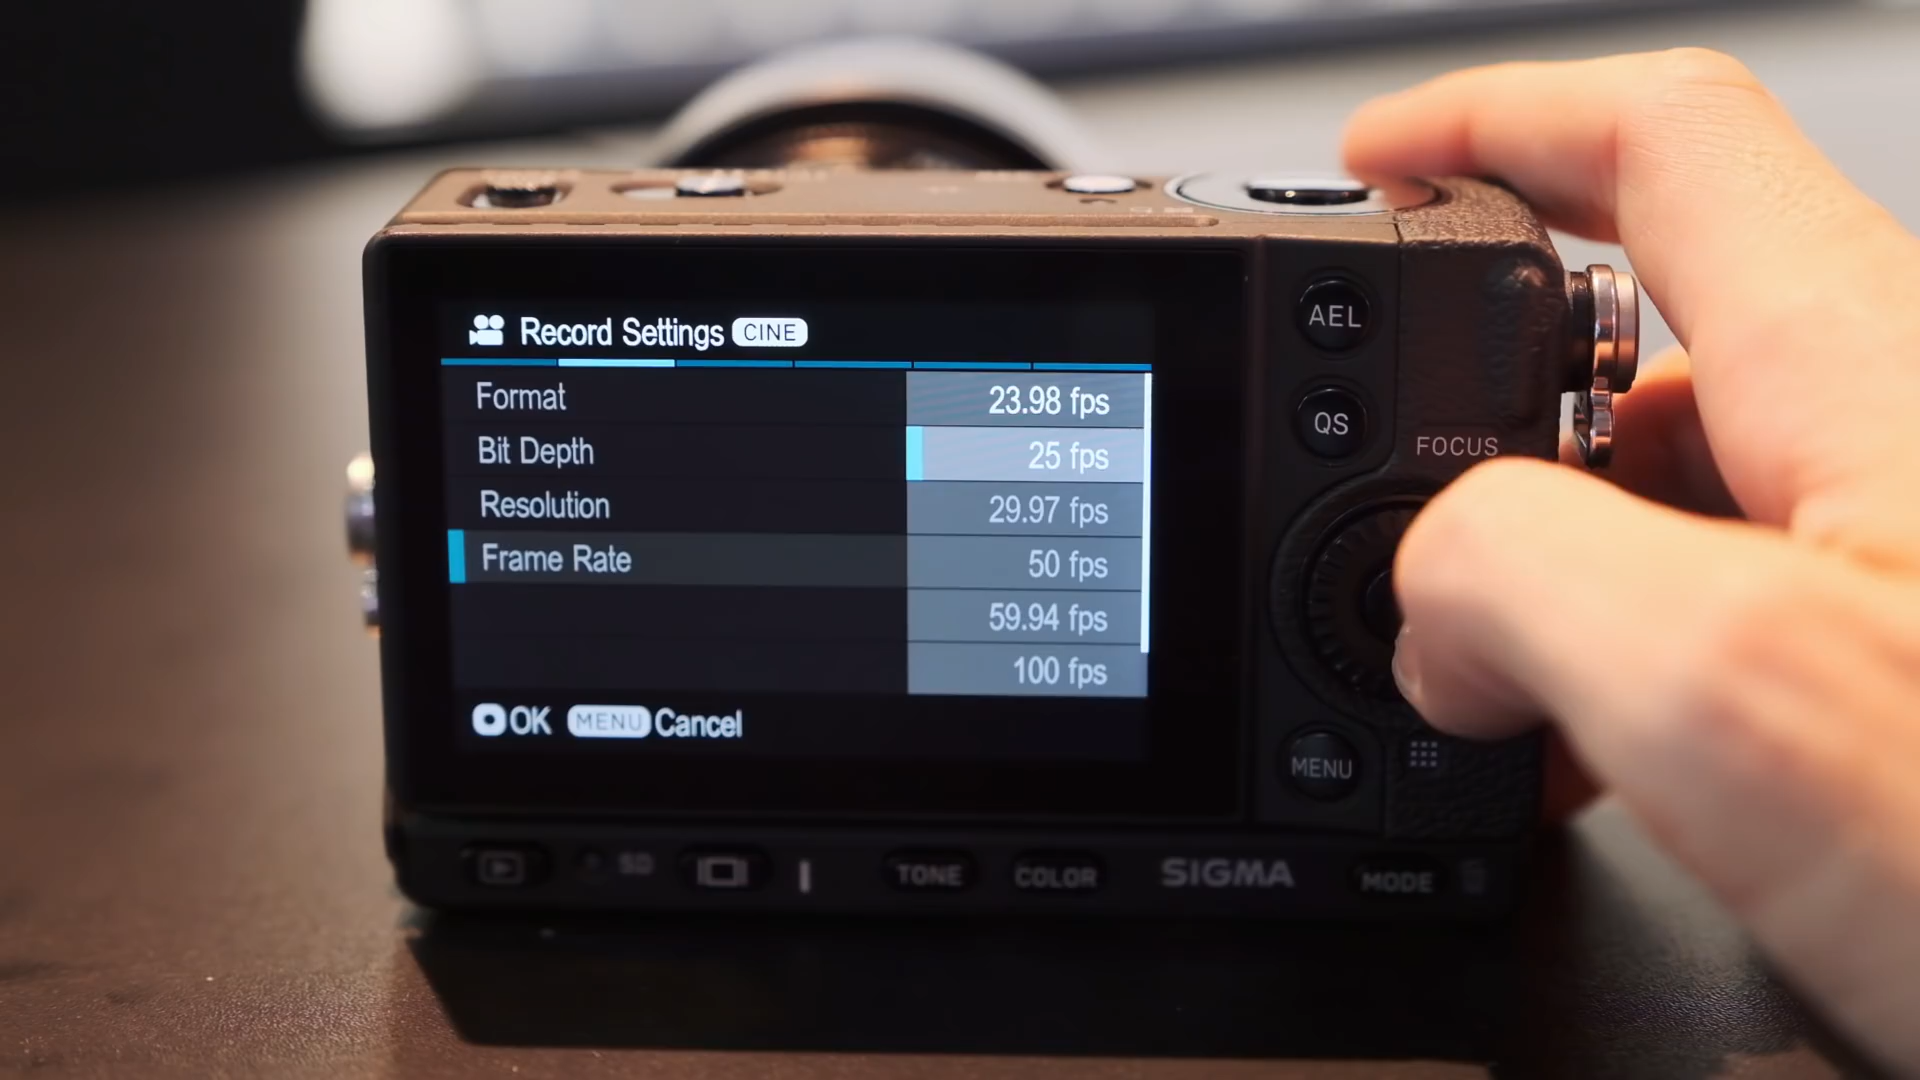 Record Settings CINE
Format
23.98 fps
Bit Depth
25 fps
Resolution
29.97 fps
Frame Rate
50 fps
59.94 fps
100 fps
OK MENU Cancel
AEL
QS
FOCUS
MENU
SD
TONE
COLOR
SIGMA
MODE